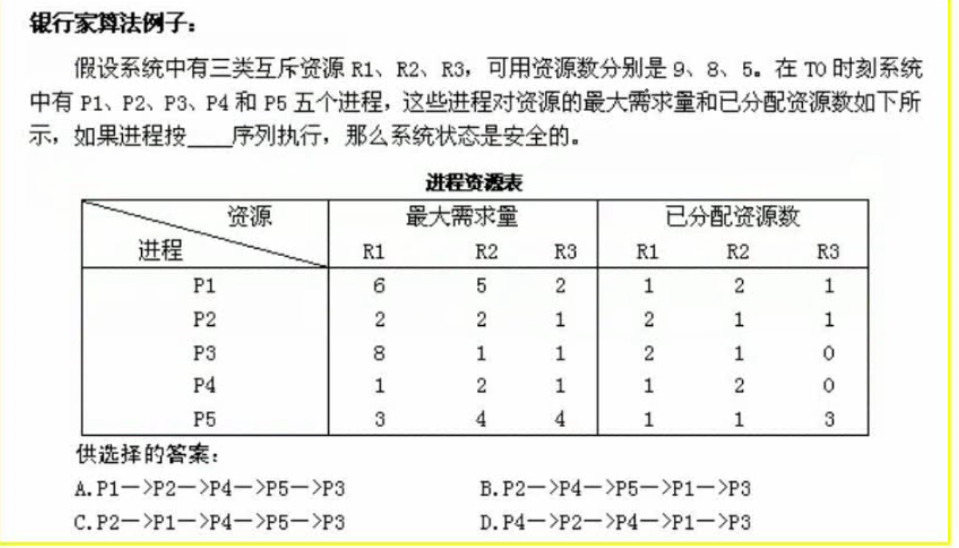 银行家算法例子：
假设系统中有三类互斥资源 R1、R2、R3，可用资源数分别是 9、8、5。在 T0 时刻系统
中有 P1、P2、P3、P4 和 P5 五个进程，这些进程对资源的最大需求量和已分配资源数如下所
示，如果进程按____序列执行，那么系统状态是安全的。
进程资源表
资源 最大需求量 已分配资源数
进程 R1 R2 R3 R1 R2 R3
P1 6 5 2 1 2 1
P2 2 2 1 2 1 1
P3 8 1 1 2 1 0
P4 1 2 1 1 2 0
P5 3 4 4 1 1 3
供选择的答案：
A.P1—>P2—>P4—>P5—>P3 B.P2—>P4—>P5—>P1—>P3
C.P2—>P1—>P4—>P5—>P3 D.P4—>P2—>P4—>P1—>P3